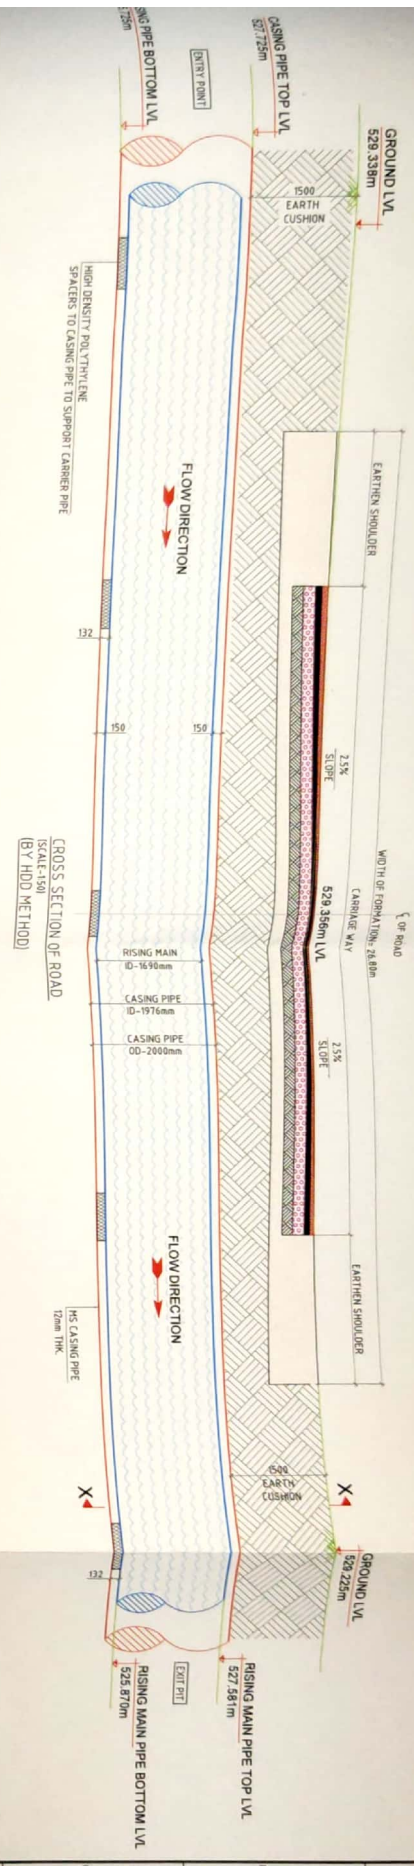 GROUND LVL
529.338m
CASING PIPE TOP LVL
527.725m
ENTRY POINT
PIPE BOTTOM LVL
1500
EARTH
CUSHION
HIGH DENSITY POLYTHYLENE
SPACERS TO CASING PIPE TO SUPPORT CARRIER PIPE
EARTHEN SHOULDER
FLOW DIRECTION
132
150
150
2.5%
SLOPE
℄ OF ROAD
WIDTH OF FORMATION= 26.80m
CARRIAGE WAY
529.356m LVL
2.5%
SLOPE
RISING MAIN
ID-1690mm
CASING PIPE
ID-1976mm
CASING PIPE
OD-2000mm
CROSS SECTION OF ROAD
(SCALE-1:50)
(BY HDD METHOD)
FLOW DIRECTION
EARTHEN SHOULDER
MS CASING PIPE
12mm THK.
1500
EARTH
CUSHION
X
X
132
GROUND LVL
529.225m
RISING MAIN PIPE TOP LVL
527.581m
EXIT PIT
RISING MAIN PIPE BOTTOM LVL
525.870m